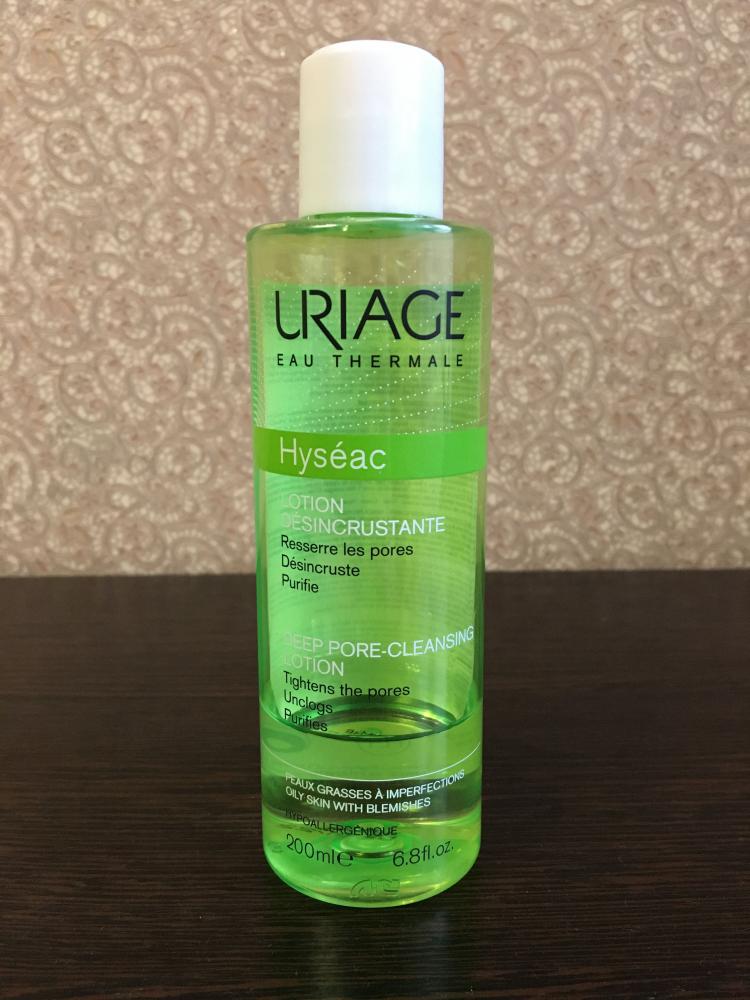 URIAGE
EAU THERMALE
Hyséac
LOTION
DÉSINCRUSTANTE
Resserre les pores
Désincruste
Purifie
DEEP PORE-CLEANSING
LOTION
Tightens the pores
Unclogs
Purifies
PEAUX GRASSES À IMPERFECTIONS
OILY SKIN WITH BLEMISHES
HYPOALLERGÉNIQUE
200ml℮ 6.8fl.oz.